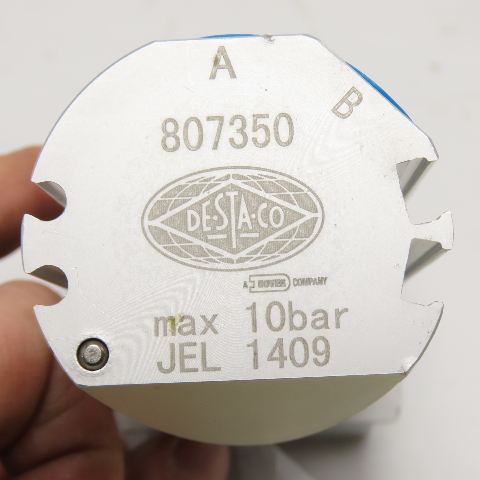 A
B
807350
DE-STA-CO
A DOVER COMPANY
max 10bar
JEL 1409